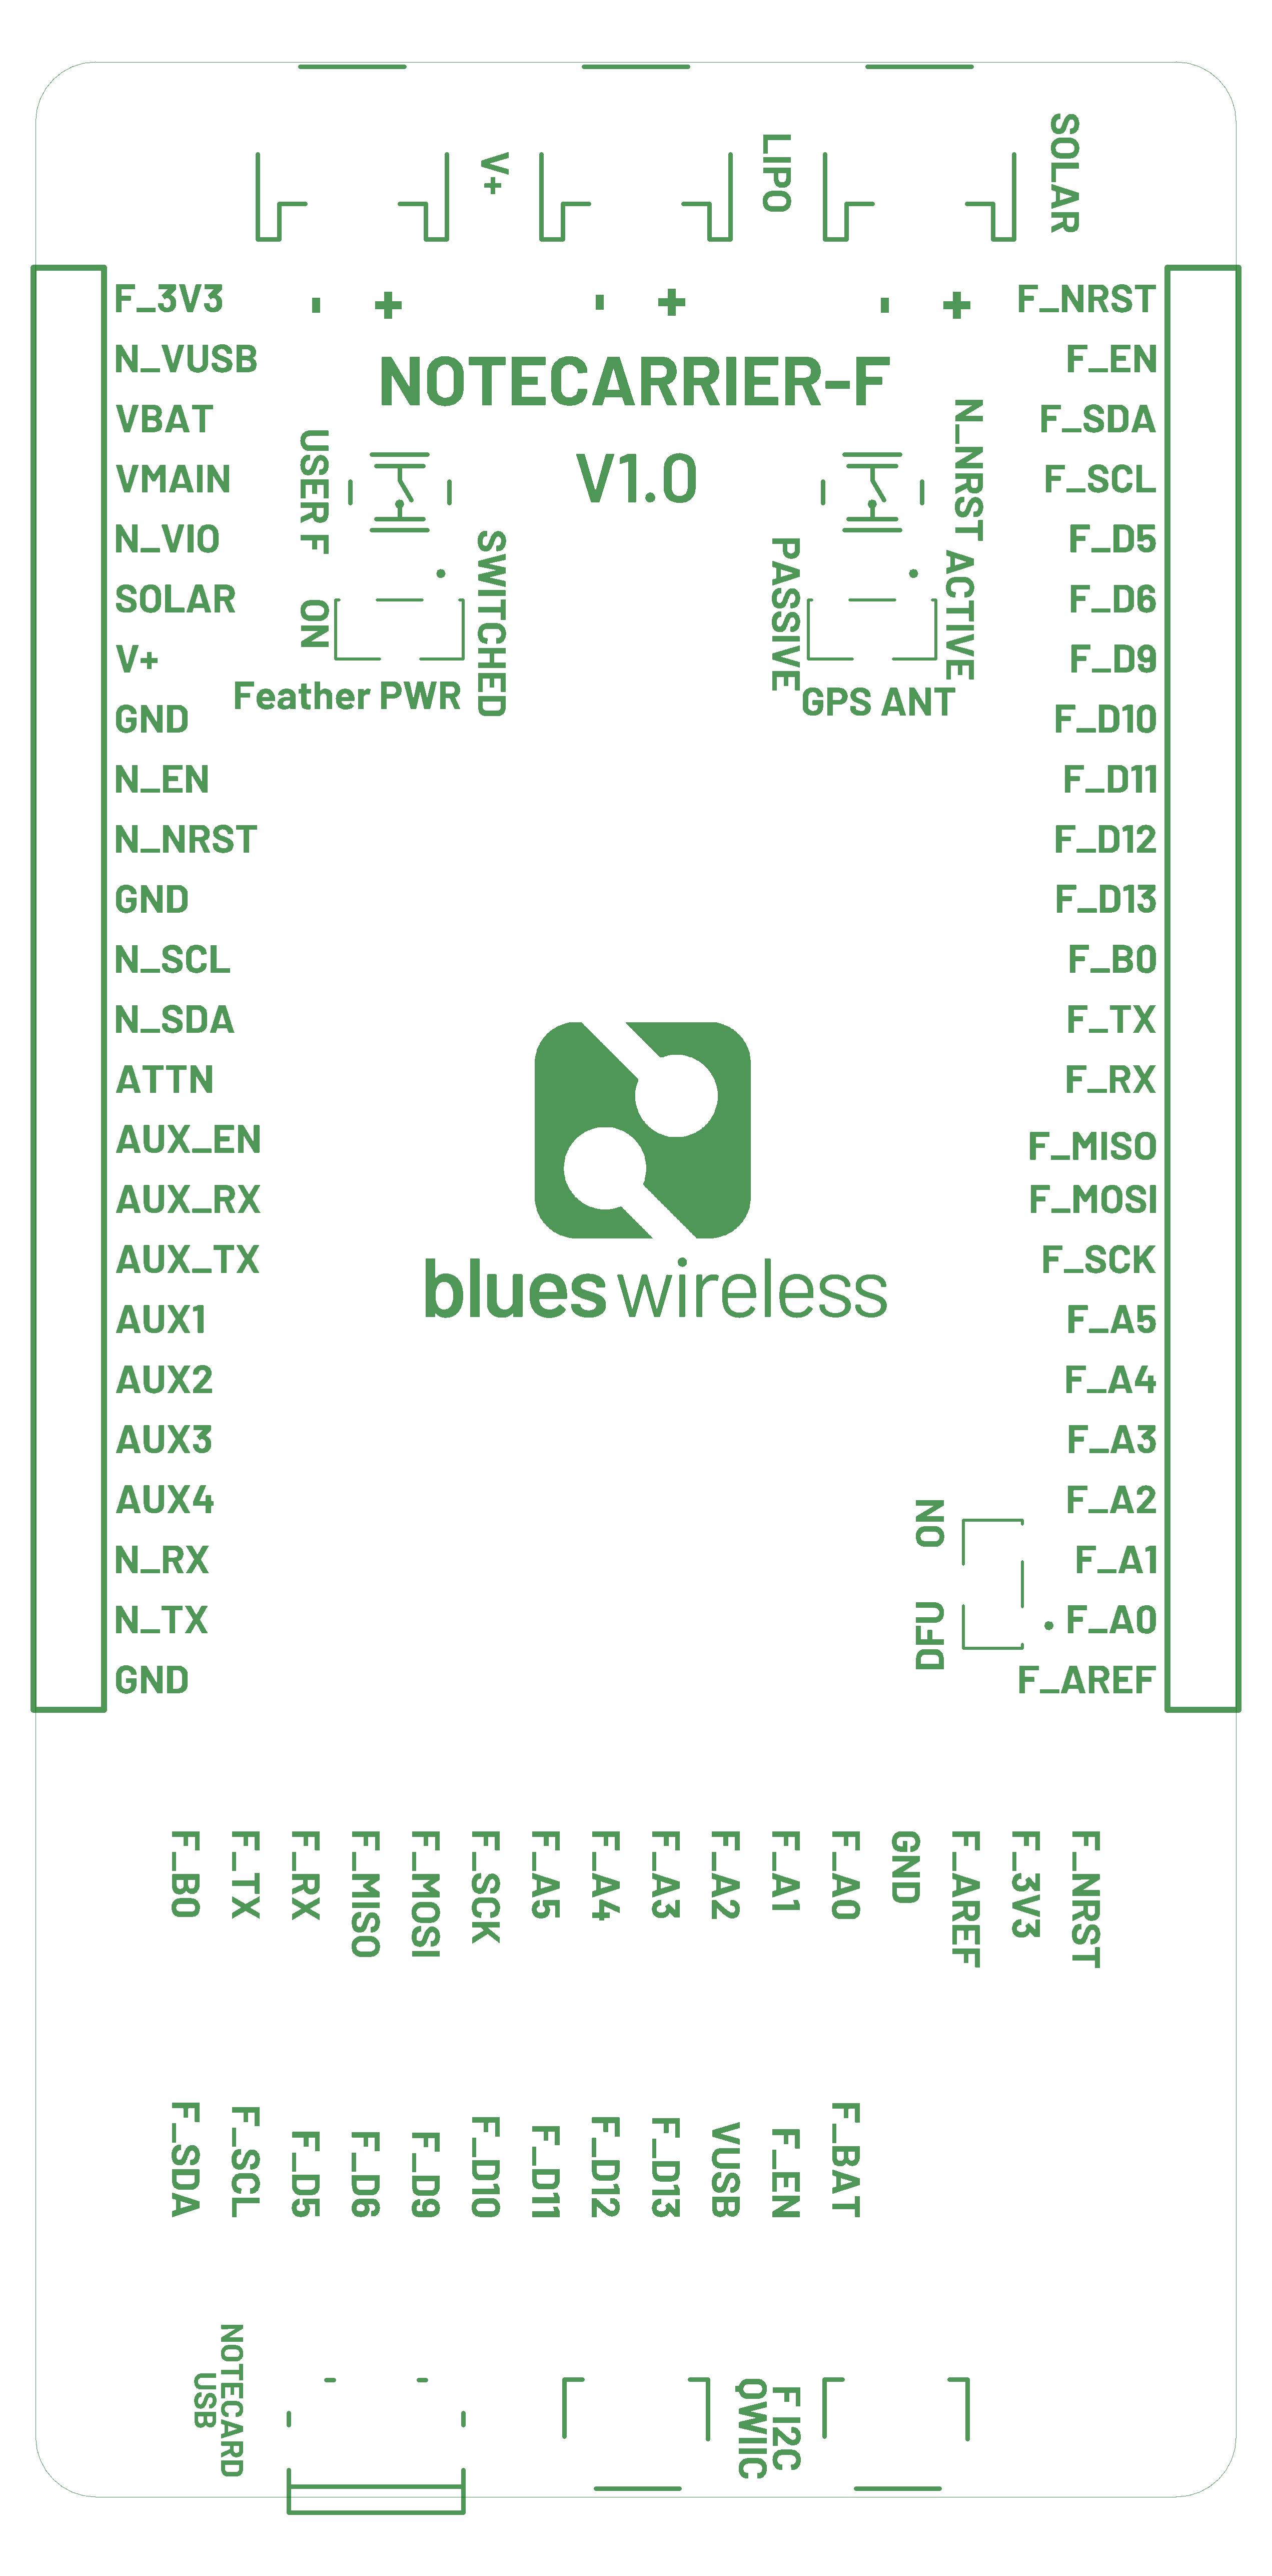 V+
LIPO
SOLAR
- +
- +
- +
NOTECARRIER-F
V1.0
USER F
N_NRST
ON
SWITCHED
Feather PWR
PASSIVE
ACTIVE
GPS ANT
F_3V3
N_VUSB
VBAT
VMAIN
N_VIO
SOLAR
V+
GND
N_EN
N_NRST
GND
N_SCL
N_SDA
ATTN
AUX_EN
AUX_RX
AUX_TX
AUX1
AUX2
AUX3
AUX4
N_RX
N_TX
GND
F_NRST
F_EN
F_SDA
F_SCL
F_D5
F_D6
F_D9
F_D10
F_D11
F_D12
F_D13
F_B0
F_TX
F_RX
F_MISO
F_MOSI
F_SCK
F_A5
F_A4
F_A3
F_A2
F_A1
F_A0
F_AREF
blues wireless
ON
DFU
F_B0
F_TX
F_RX
F_MISO
F_MOSI
F_SCK
F_A5
F_A4
F_A3
F_A2
F_A1
F_A0
GND
F_AREF
F_3V3
F_NRST
F_SDA
F_SCL
F_D5
F_D6
F_D9
F_D10
F_D11
F_D12
F_D13
VUSB
F_EN
F_BAT
NOTECARD
USB
F I2C
QWIIC